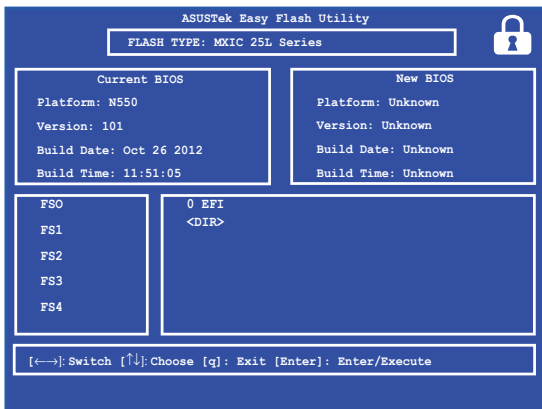 ASUSTek Easy Flash Utility
FLASH TYPE: MXIC 25L Series
Current BIOS
Platform: N550
Version: 101
Build Date: Oct 26 2012
Build Time: 11:51:05
New BIOS
Platform: Unknown
Version: Unknown
Build Date: Unknown
Build Time: Unknown
FSO
FS1
FS2
FS3
FS4
0 EFI
<DIR>
[←→]: Switch [↑↓]: Choose [q]: Exit [Enter]: Enter/Execute